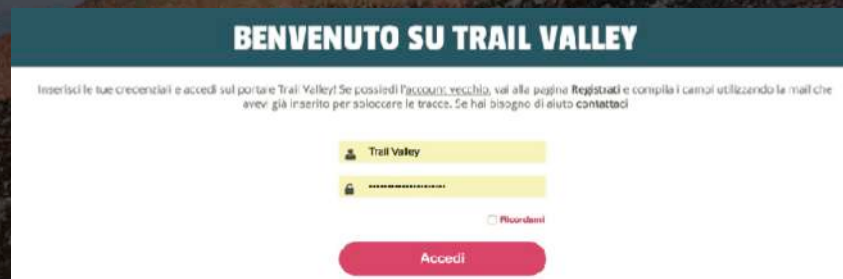 BENVENUTO SU TRAIL VALLEY
Inserisci le tue credenziali e accedi sul portale Trail Valley! Se possiedi l'account vecchio, vai alla pagina Registrati e compila i campi utilizzando la mail che
avevi già inserito per sbloccare le tracce. Se hai bisogno di aiuto contattaci
Trail Valley
Ricordami
Accedi